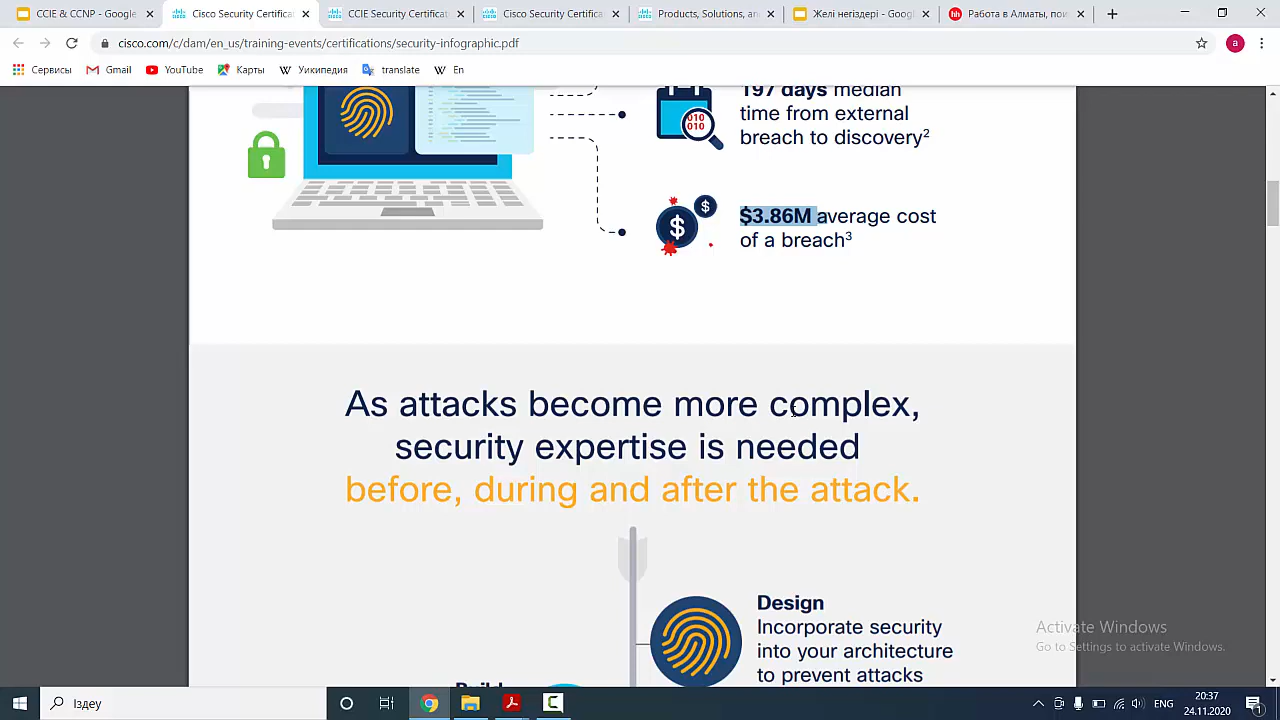 CCIE & CCNP - Google
Cisco Security Certificat
CCIE Security Certificat
Cisco Security Certificat
Products, Solutions, an
Желі негіздері - Googl
Работа в Алматы, пои
cisco.com/c/dam/en_us/training-events/certifications/security-infographic.pdf
a
Сервисы
Gmail
YouTube
Карты
Уикипедия
translate
En
197 days median
time from external
breach to discovery2
010
010
$3.86M average cost
of a breach3
$
$
As attacks become more complex,
security expertise is needed
before, during and after the attack.
Design
Incorporate security
into your architecture
to prevent attacks
Build
Activate Windows
Go to Settings to activate Windows.
Іздеу
ENG
20:37
24.11.2020
1